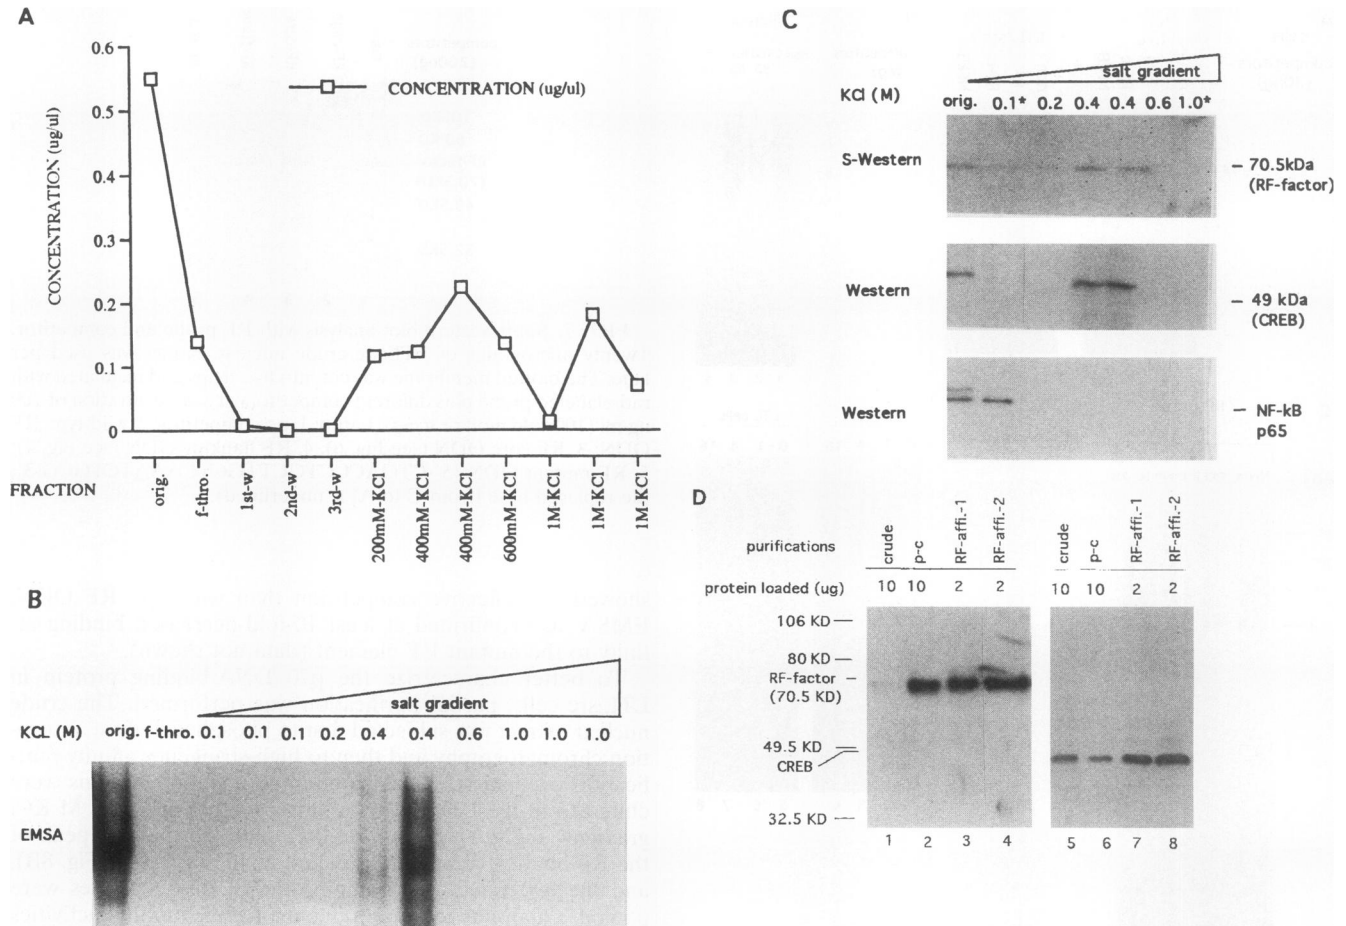 A
0.6
0.5
0.4
0.3
0.2
0.1
0
CONCENTRATION (ug/ul)
CONCENTRATION (ug/ul)
FRACTION
orig.
f-thro.
1st-w
2nd-w
3rd-w
200mM-KCl
400mM-KCl
400mM-KCl
600mM-KCl
1M-KCl
1M-KCl
1M-KCl
B
salt gradient
KCL (M) orig. f-thro. 0.1 0.1 0.1 0.2 0.4 0.4 0.6 1.0 1.0 1.0
EMSA
C
salt gradient
KCl (M) orig. 0.1* 0.2 0.4 0.4 0.6 1.0*
S-Western
70.5kDa
(RF-factor)
Western
49 kDa
(CREB)
Western
NF-kB
p65
D
purifications
crude
p-c
RF-affi.-1
RF-affi.-2
crude
p-c
RF-affi.-1
RF-affi.-2
protein loaded (ug) 10 10 2 2 10 10 2 2
106 KD
80 KD
RF-factor
(70.5 KD)
49.5 KD
CREB
32.5 KD
1 2 3 4 5 6 7 8